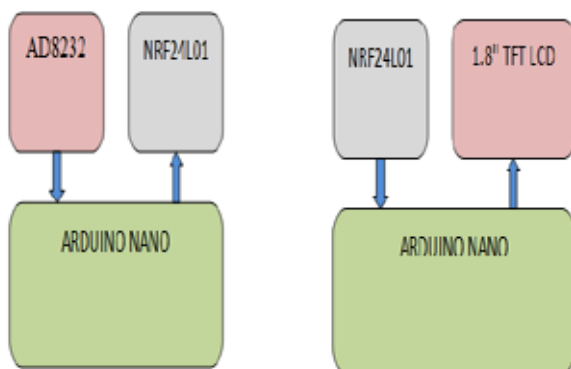 AD8232
NRF24L01
NRF24L01
1.8" TFT LCD
ARDUINO NANO
ARDUINO NANO